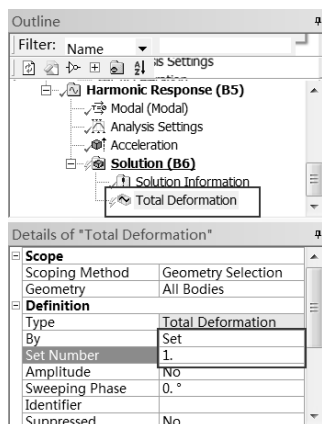 Outline
Filter: Name
is Settings
Harmonic Response (B5)
Modal (Modal)
Analysis Settings
Acceleration
Solution (B6)
Solution Information
Total Deformation
Details of "Total Deformation"
Scope
Scoping Method Geometry Selection
Geometry All Bodies
Definition
Type Total Deformation
By Set
Set Number 1.
Amplitude No
Sweeping Phase 0. °
Identifier
Suppressed No